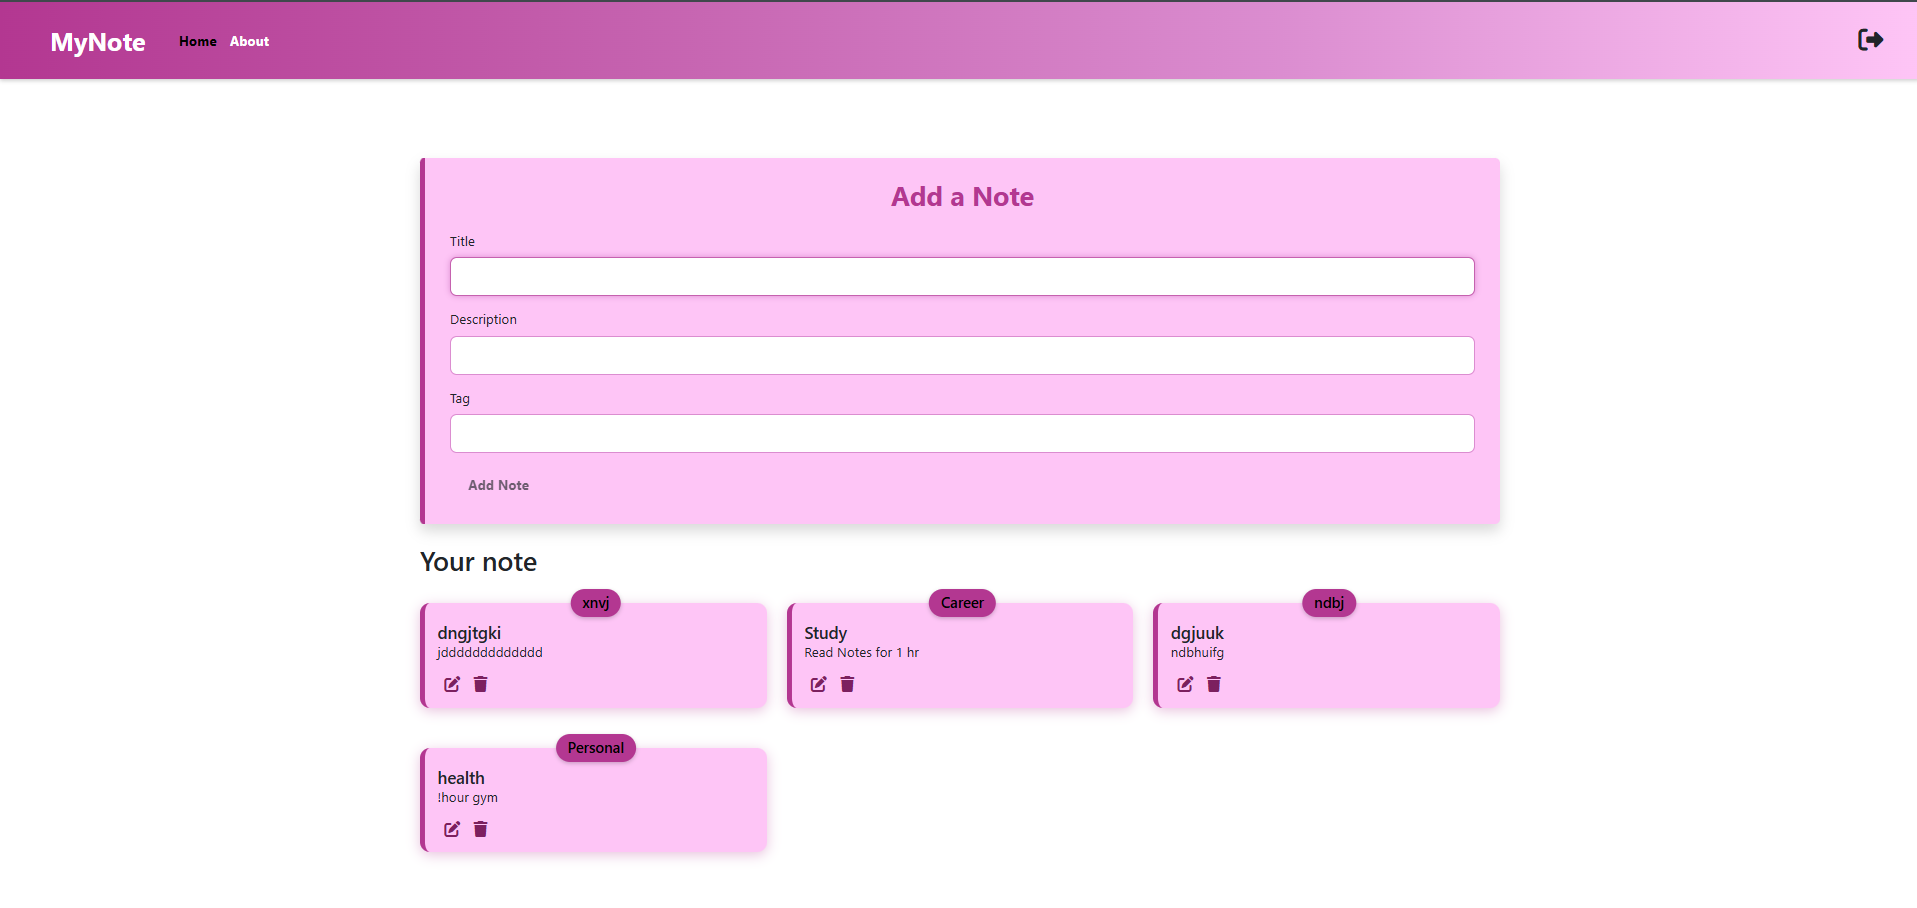 MyNote Home About
Add a Note
Title
Description
Tag
Add Note
Your note
xnvj
dngjtgki
jddddddddddddd
Career
Study
Read Notes for 1 hr
ndbj
dgjuuk
ndbhuifg
Personal
health
!hour gym